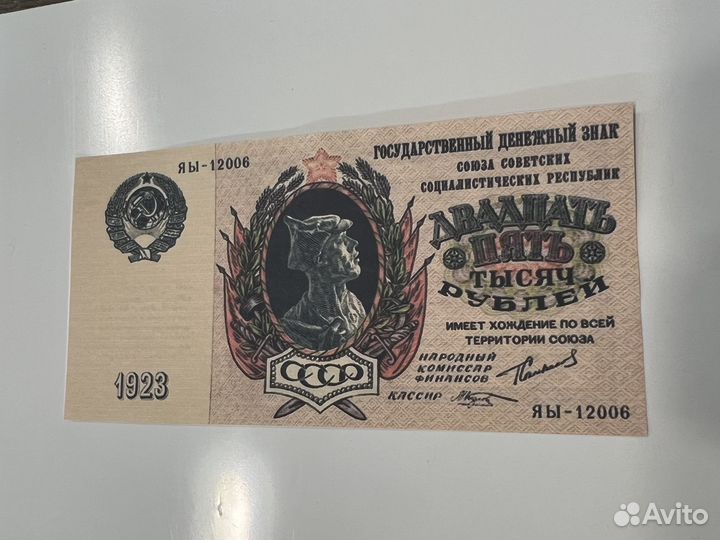 ЯЫ-12006
ГОСУДАРСТВЕННЫЙ ДЕНЕЖНЫЙ ЗНАК
СОЮЗА СОВЕТСКИХ
СОЦИАЛИСТИЧЕСКИХ РЕСПУБЛИК
ДВАДЦАТЬ
ПЯТЬ
ТЫСЯЧ
РУБЛЕЙ
ИМЕЕТ ХОЖДЕНИЕ ПО ВСЕЙ
ТЕРРИТОРИИ СОЮЗА
НАРОДНЫЙ
КОМИССАР
ФИНАНСОВ
КАССИР
ЯЫ-12006
1923
СССР
Avito